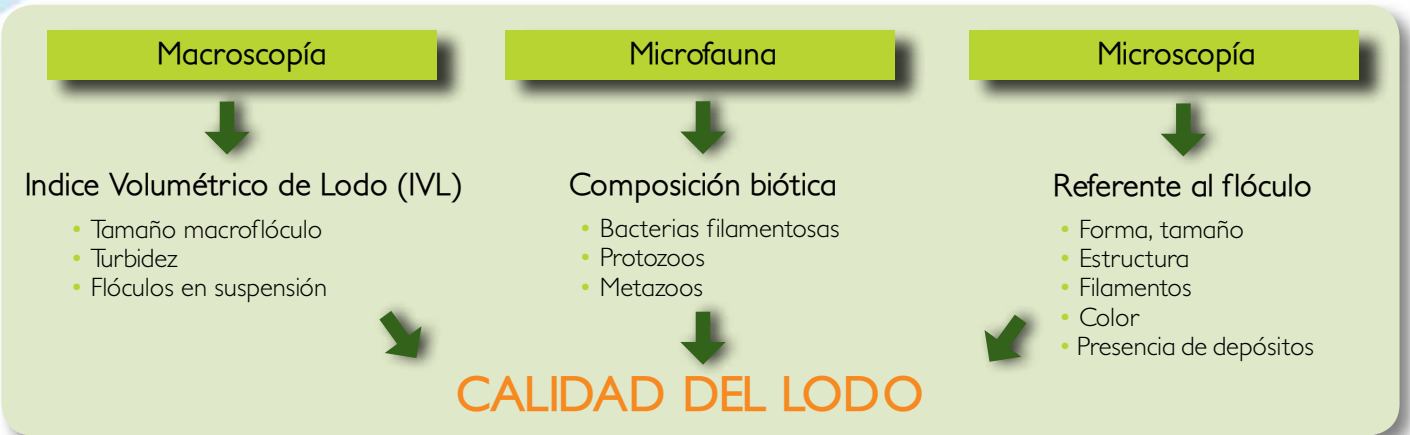 Macroscopía
Indice Volumétrico de Lodo (IVL)
• Tamaño macroflóculo
• Turbidez
• Flóculos en suspensión
Microfauna
Composición biótica
• Bacterias filamentosas
• Protozoos
• Metazoos
Microscopía
Referente al flóculo
• Forma, tamaño
• Estructura
• Filamentos
• Color
• Presencia de depósitos
CALIDAD DEL LODO